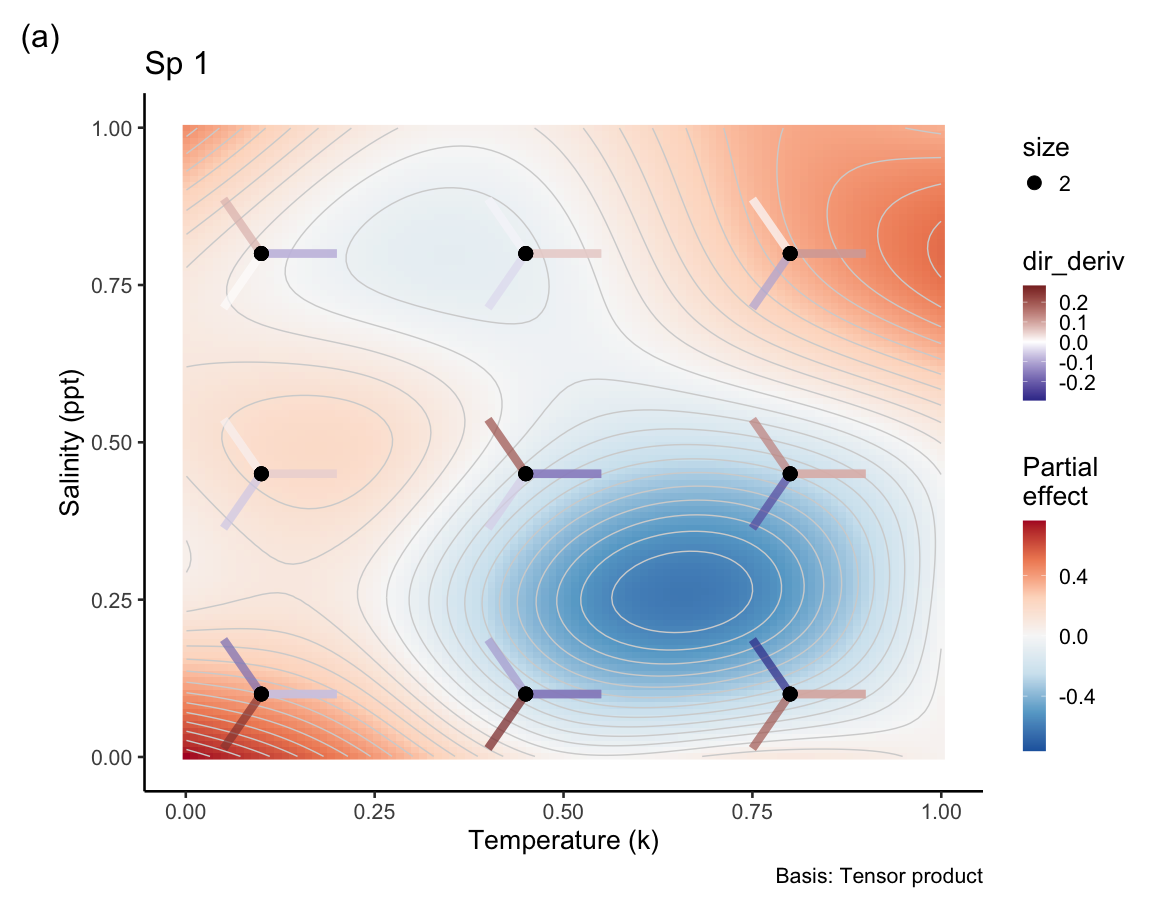 (a)
Sp 1
1.00
0.75
0.50
0.25
0.00
Salinity (ppt)
0.00 0.25 0.50 0.75 1.00
Temperature (k)
Basis: Tensor product
size
2
dir_deriv
0.2
0.1
0.0
-0.1
-0.2
Partial
effect
0.4
0.0
-0.4